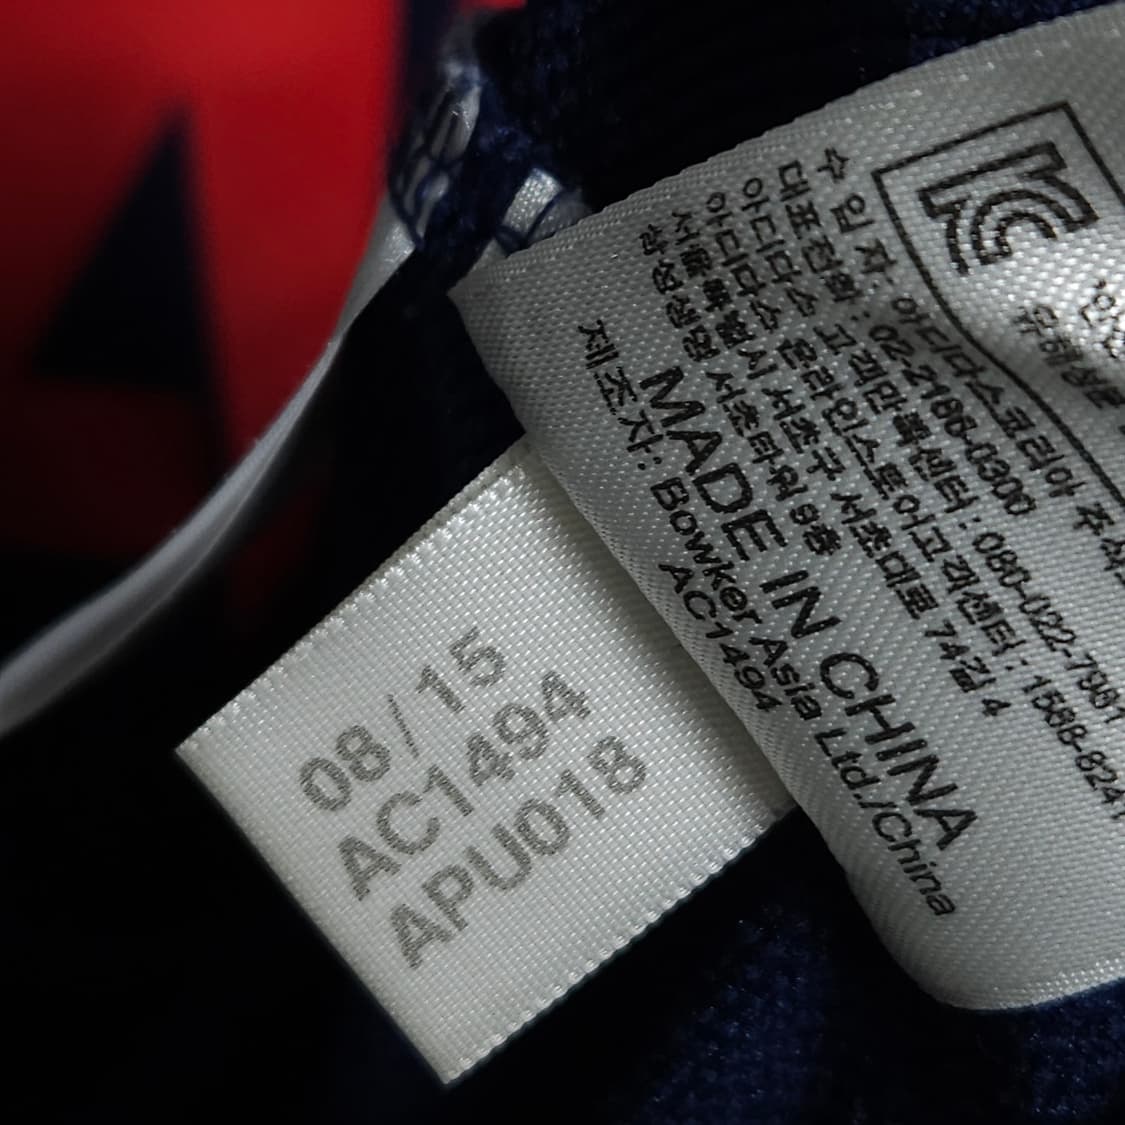 08/15
AC1494
APU018
수 입 자 : 아디다스코리아 주식
대표전화 : 02-2186-0300
아디다스 고객만족센터 : 080-022-7981
아디다스 온라인스토어고객센터 : 1588-8241
서울특별시 서초구 서초대로 74길 4
삼성생명 서초타워 8층
MADE IN CHINA
제조자: Bowker Asia Ltd./China
AC1494